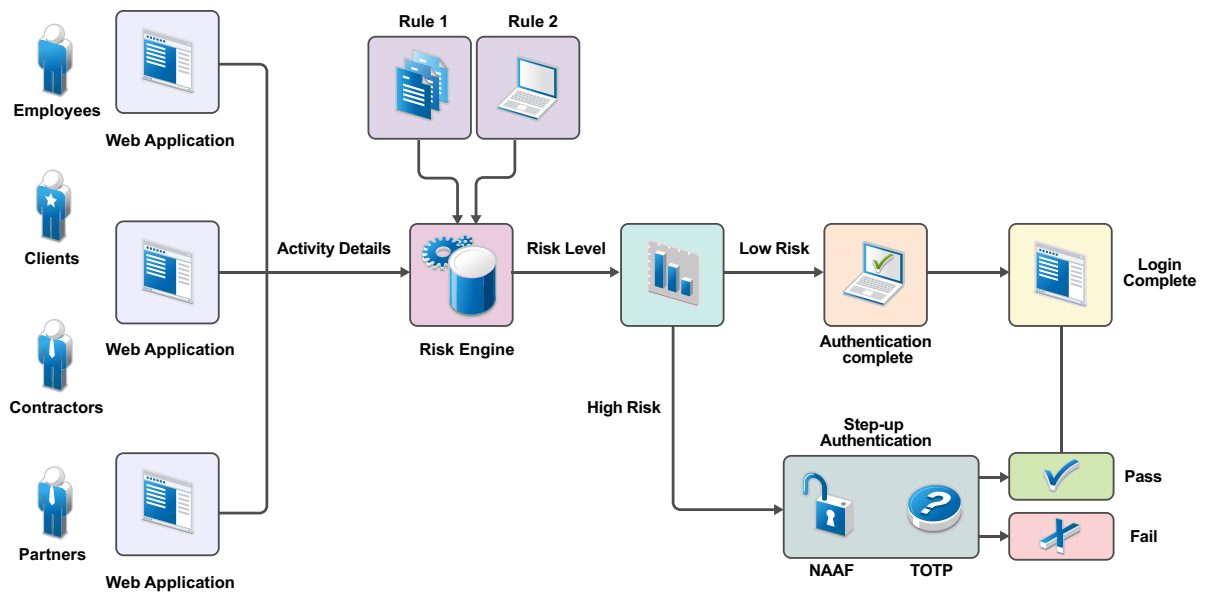 Rule 1
Rule 2
Employees
Web Application
Clients
Activity Details
Risk Level
Low Risk
Login
Complete
Web Application
Risk Engine
Authentication
complete
Contractors
High Risk
Step-up
Authentication
Pass
Fail
Partners
NAAF
TOTP
Web Application